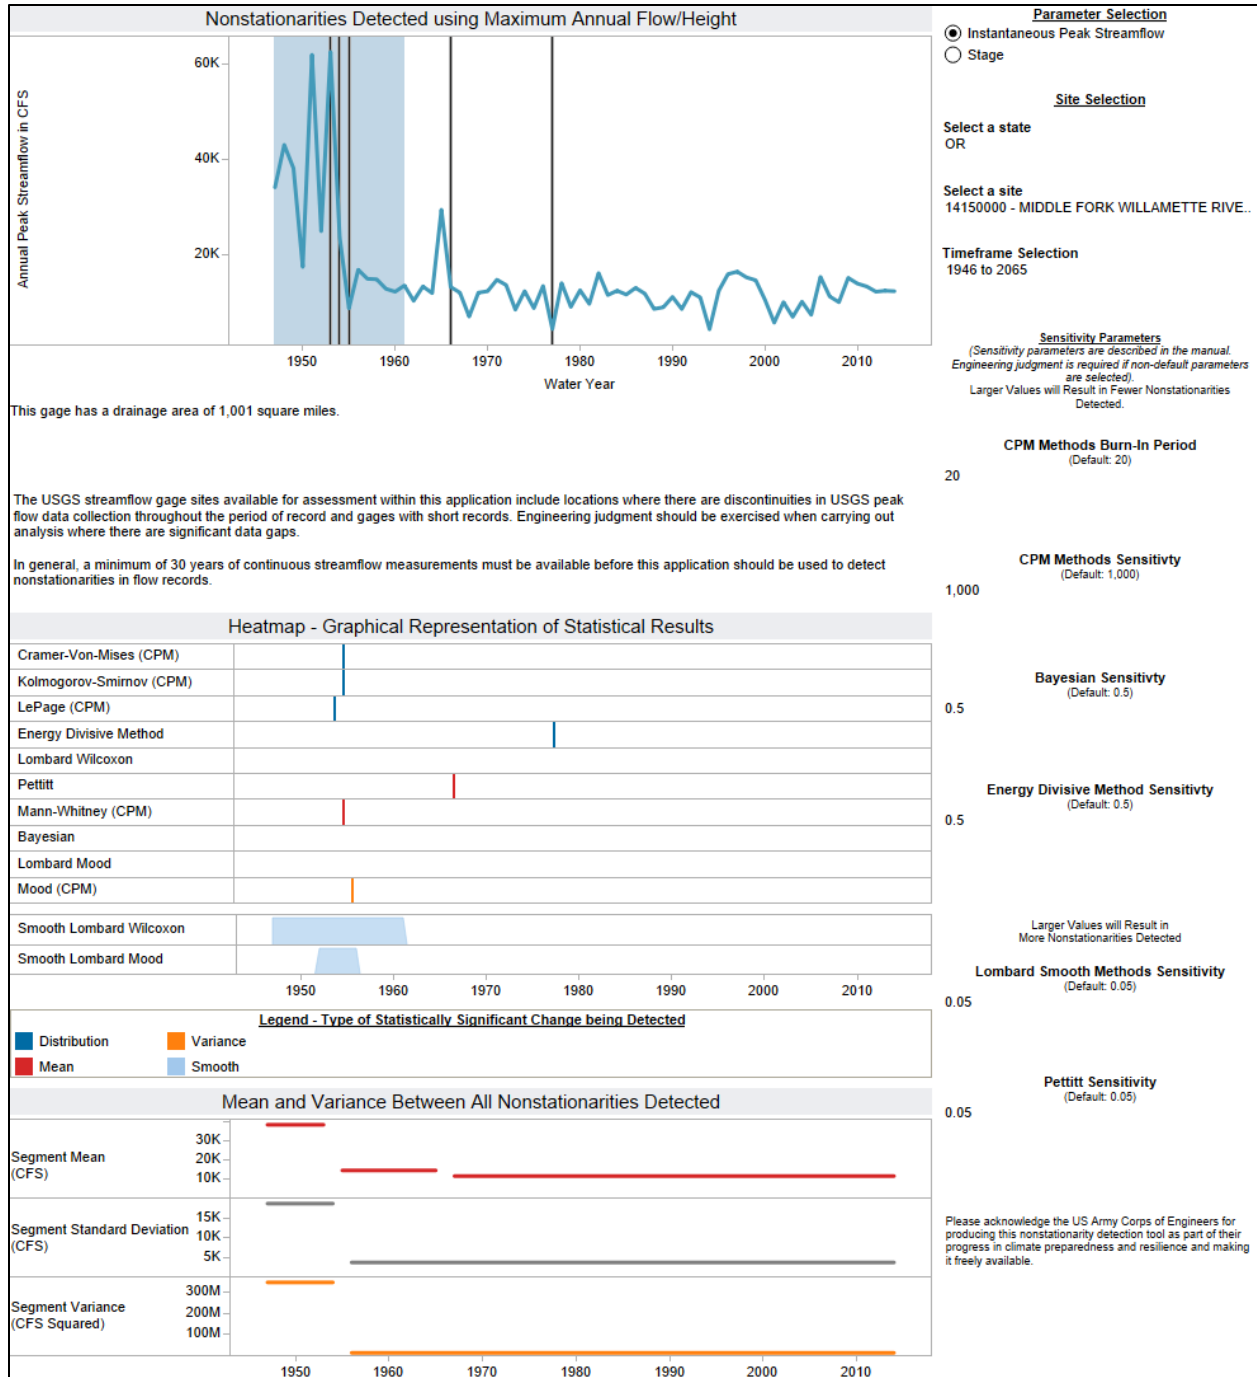 Nonstationarities Detected using Maximum Annual Flow/Height
Annual Peak Streamflow in CFS
60K
40K
20K
1950 1960 1970 1980 1990 2000 2010
Water Year
This gage has a drainage area of 1,001 square miles.
The USGS streamflow gage sites available for assessment within this application include locations where there are discontinuities in USGS peak
flow data collection throughout the period of record and gages with short records. Engineering judgment should be exercised when carrying out
analysis where there are significant data gaps.
In general, a minimum of 30 years of continuous streamflow measurements must be available before this application should be used to detect
nonstationarities in flow records.
Heatmap - Graphical Representation of Statistical Results
Cramer-Von-Mises (CPM)
Kolmogorov-Smirnov (CPM)
LePage (CPM)
Energy Divisive Method
Lombard Wilcoxon
Pettitt
Mann-Whitney (CPM)
Bayesian
Lombard Mood
Mood (CPM)
Smooth Lombard Wilcoxon
Smooth Lombard Mood
1950 1960 1970 1980 1990 2000 2010
Legend - Type of Statistically Significant Change being Detected
Distribution Variance
Mean Smooth
Mean and Variance Between All Nonstationarities Detected
Segment Mean
(CFS)
30K
20K
10K
Segment Standard Deviation
(CFS)
15K
10K
5K
Segment Variance
(CFS Squared)
300M
200M
100M
1950 1960 1970 1980 1990 2000 2010
Parameter Selection
Instantaneous Peak Streamflow
Stage
Site Selection
Select a state
OR
Select a site
14150000 - MIDDLE FORK WILLAMETTE RIVE..
Timeframe Selection
1946 to 2065
Sensitivity Parameters
(Sensitivity parameters are described in the manual.
Engineering judgment is required if non-default parameters
are selected).
Larger Values will Result in Fewer Nonstationarities
Detected.
CPM Methods Burn-In Period
(Default: 20)
20
CPM Methods Sensitivty
(Default: 1,000)
1,000
Bayesian Sensitivty
(Default: 0.5)
0.5
Energy Divisive Method Sensitivty
(Default: 0.5)
0.5
Larger Values will Result in
More Nonstationarities Detected
Lombard Smooth Methods Sensitivity
(Default: 0.05)
0.05
Pettitt Sensitivity
(Default: 0.05)
0.05
Please acknowledge the US Army Corps of Engineers for
producing this nonstationarity detection tool as part of their
progress in climate preparedness and resilience and making
it freely available.